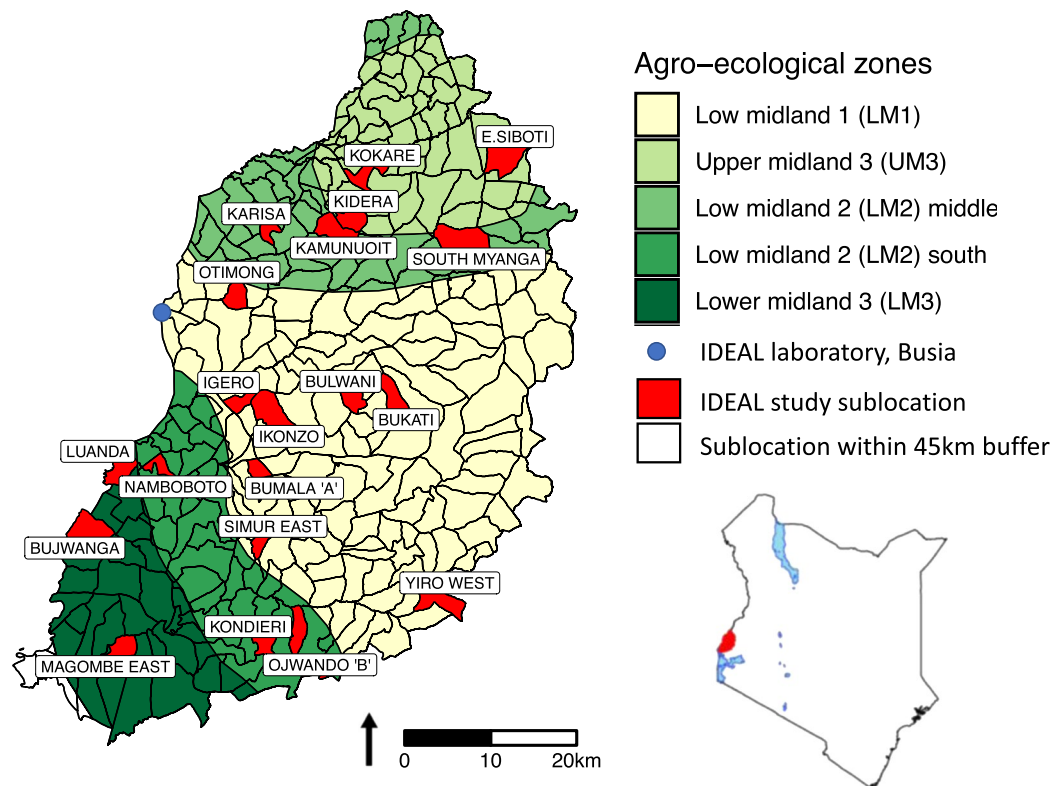 Agro−ecological zones
Low midland 1 (LM1)
Upper midland 3 (UM3)
Low midland 2 (LM2) middle
Low midland 2 (LM2) south
Lower midland 3 (LM3)
IDEAL laboratory, Busia
IDEAL study sublocation
Sublocation within 45km buffer
E.SIBOTI
KOKARE
KIDERA
KARISA
KAMUNUOIT
SOUTH MYANGA
OTIMONG
IGERO
BULWANI
BUKATI
IKONZO
LUANDA
NAMBOBOTO
BUMALA 'A'
SIMUR EAST
BUJWANGA
YIRO WEST
KONDIERI
MAGOMBE EAST
OJWANDO 'B'
0 10 20km